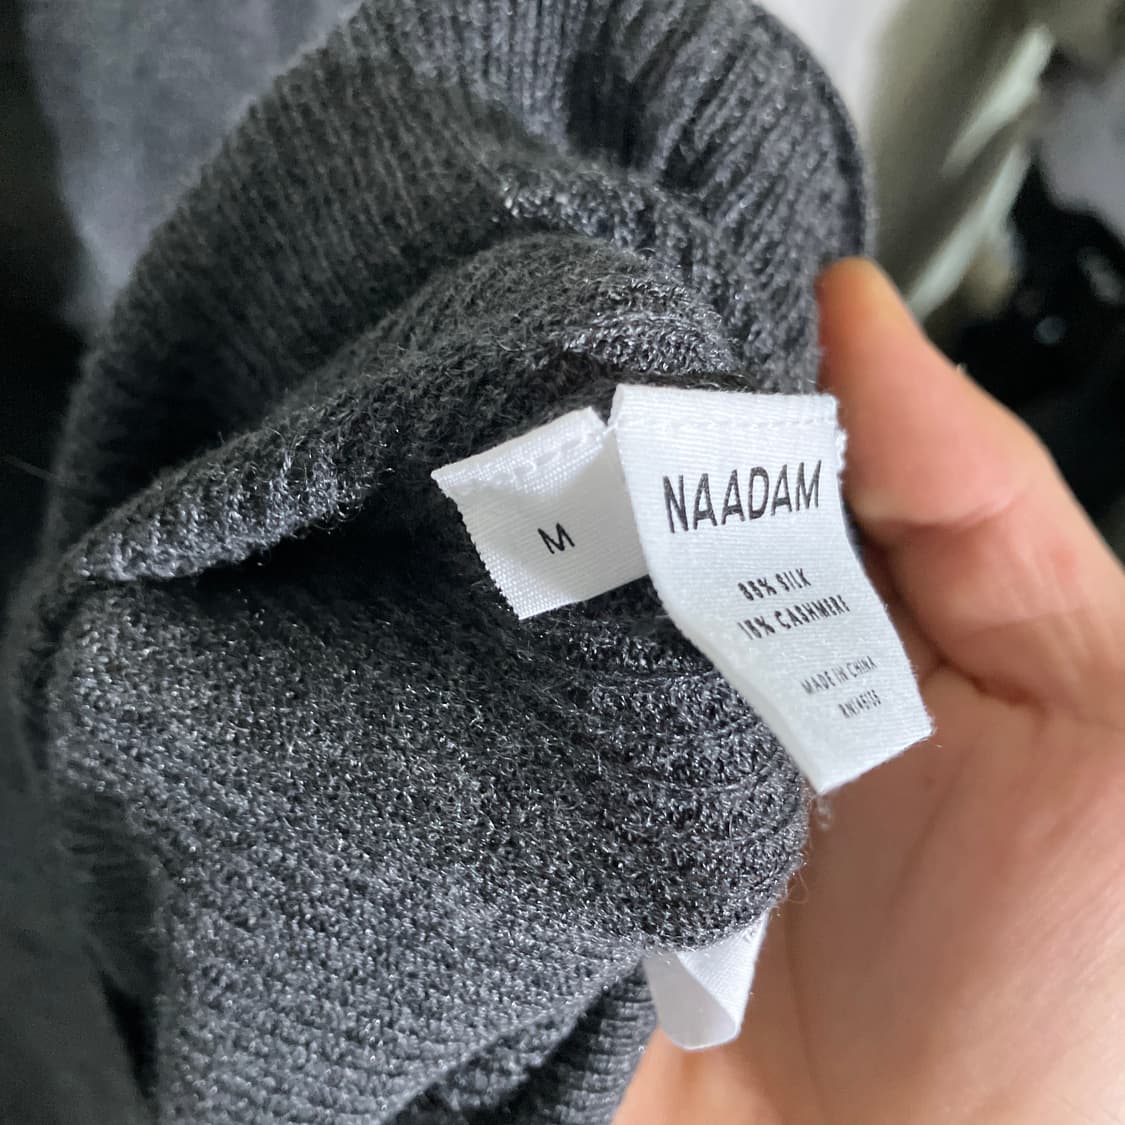 M
NAADAM
85% SILK
15% CASHMERE
MADE IN CHINA